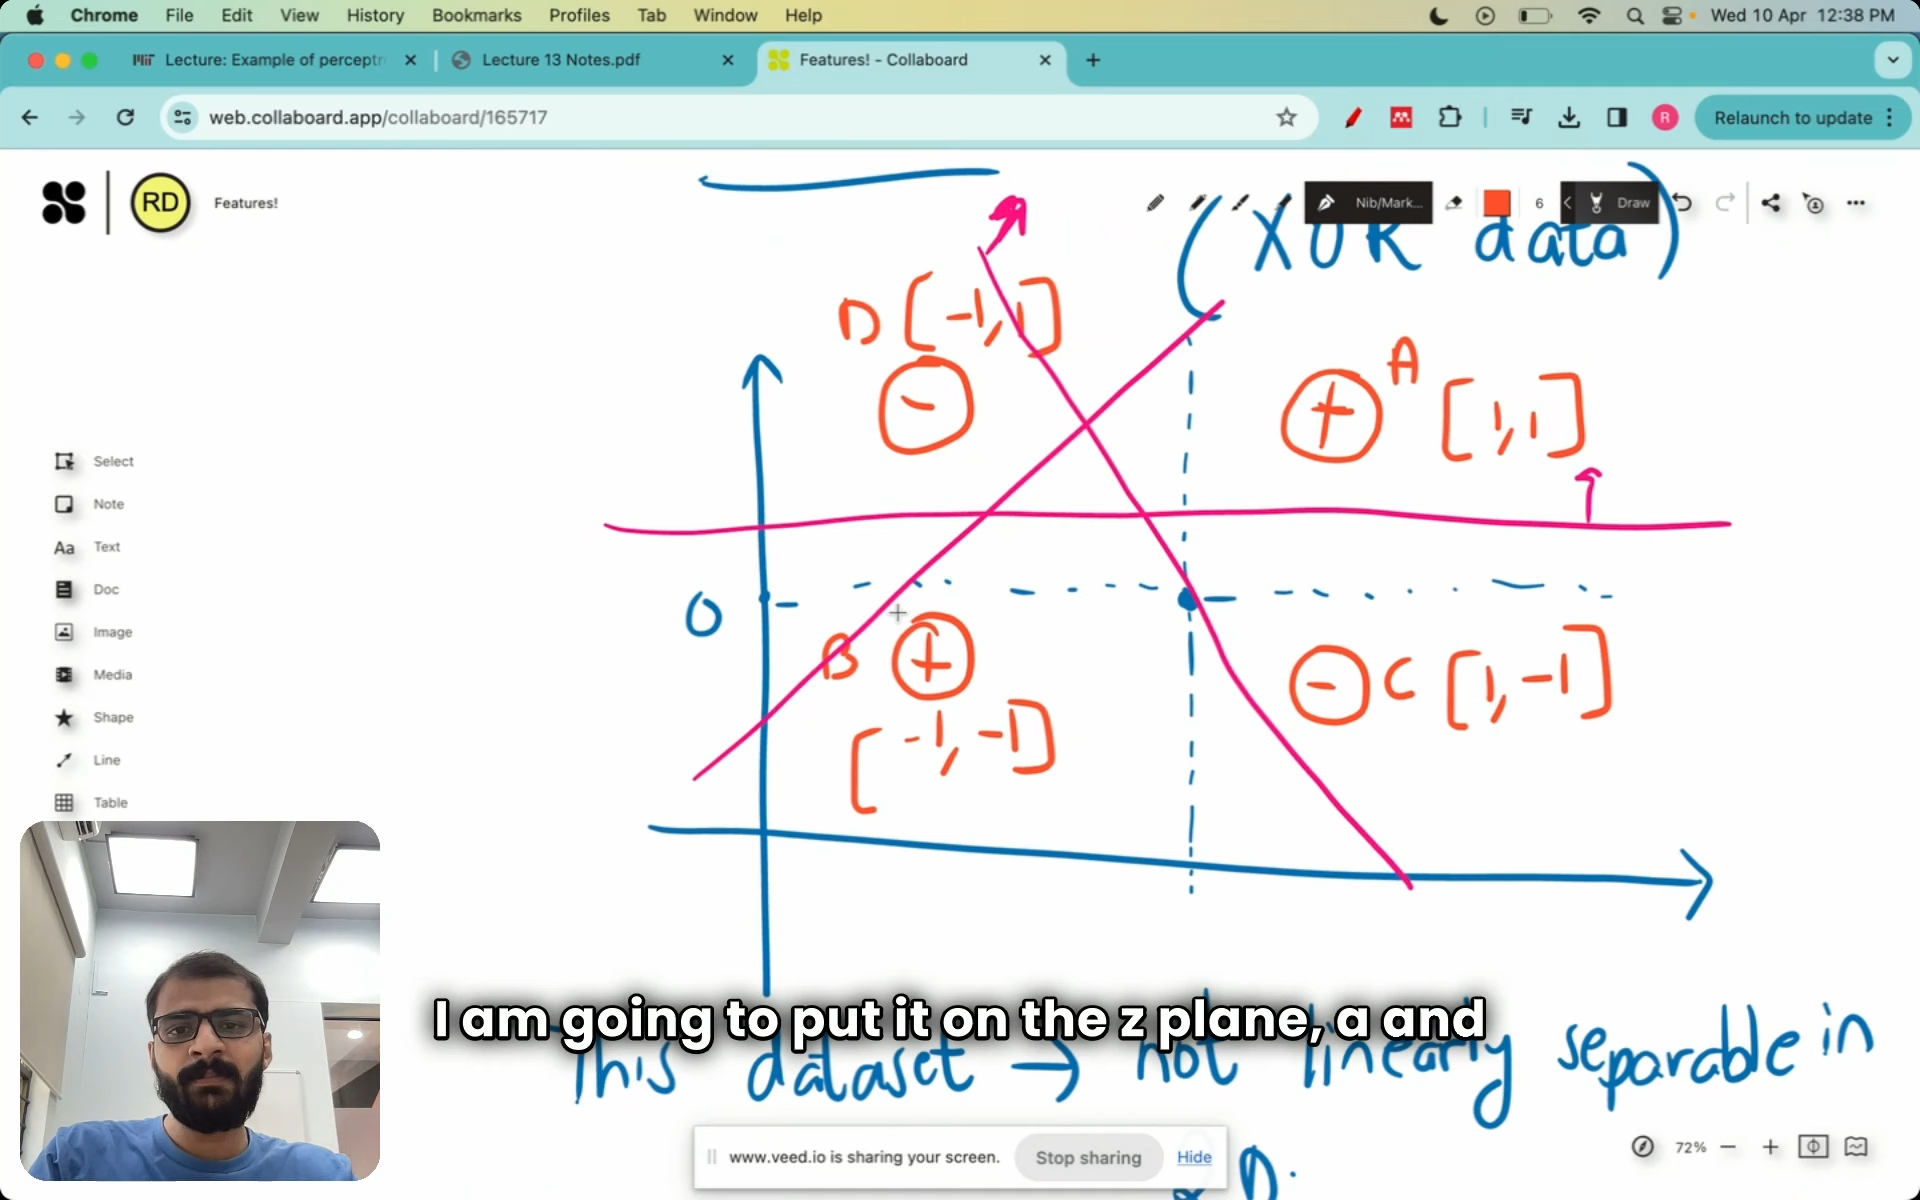 Chrome File Edit View History Bookmarks Profiles Tab Window Help Wed 10 Apr 12:38 PM
MIT Lecture: Example of perceptr Lecture 13 Notes.pdf Features! - Collaboard
web.collaboard.app/collaboard/165717 R Relaunch to update
RD Features! Nib/Mark... 6 Draw
(XOR data)
D [-1,1]
-
+ A [1,1]
Select
Note
Aa Text
Doc
Image
Media
Shape
Line
Table
0
B +
[-1, -1]
- C [1, -1]
I am going to put it on the z plane, a and
This dataset → not linearly separable in
2D.
www.veed.io is sharing your screen. Stop sharing Hide
72%